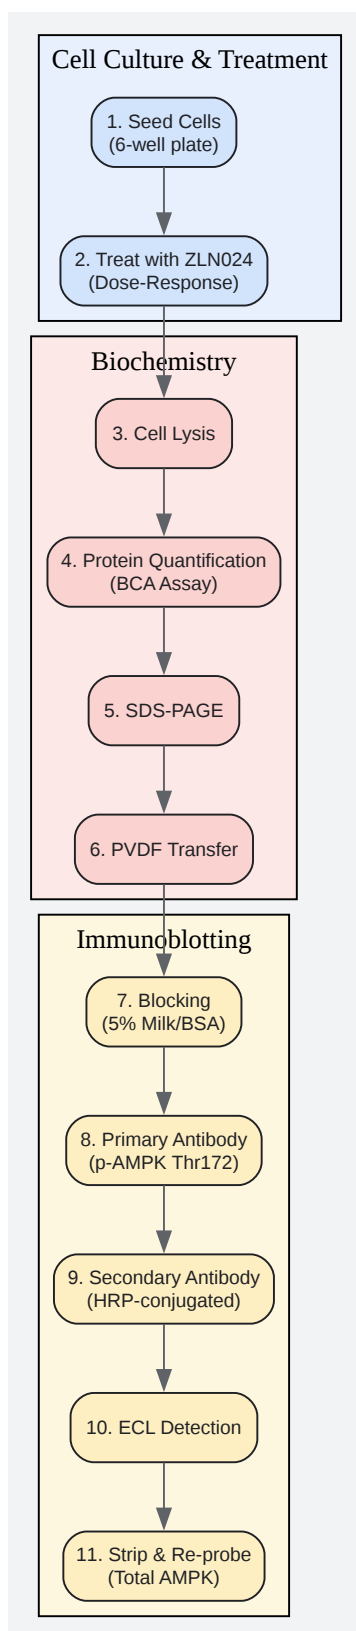 Cell Culture & Treatment
1. Seed Cells
(6-well plate)
2. Treat with ZLN024
(Dose-Response)
Biochemistry
3. Cell Lysis
4. Protein Quantification
(BCA Assay)
5. SDS-PAGE
6. PVDF Transfer
Immunoblotting
7. Blocking
(5% Milk/BSA)
8. Primary Antibody
(p-AMPK Thr172)
9. Secondary Antibody
(HRP-conjugated)
10. ECL Detection
11. Strip & Re-probe
(Total AMPK)